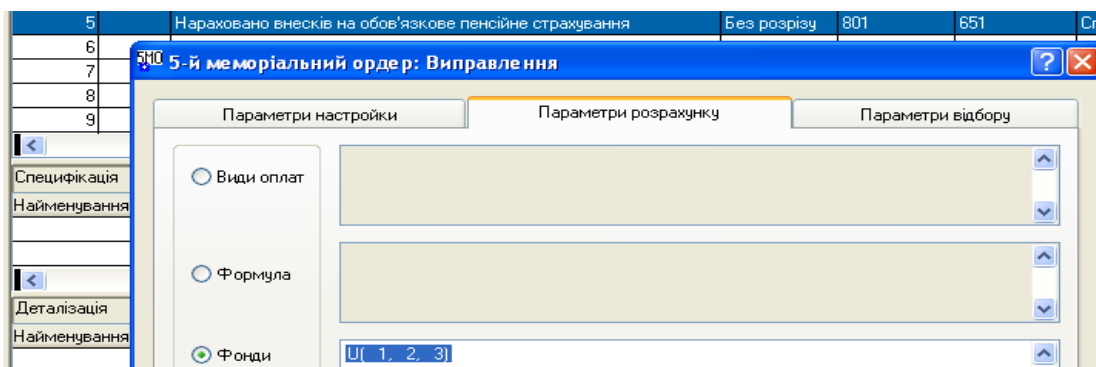 5 Нараховано внесків на обов'язкове пенсійне страхування Без розрізу 801 651
6
5МО 5-й меморіальний ордер: Виправлення
7
8
9
Параметри настройки Параметри розрахунку Параметри відбору
Специфікація
Види оплат
Найменування
Формула
Деталізація
Найменування
Фонди U( 1, 2, 3)